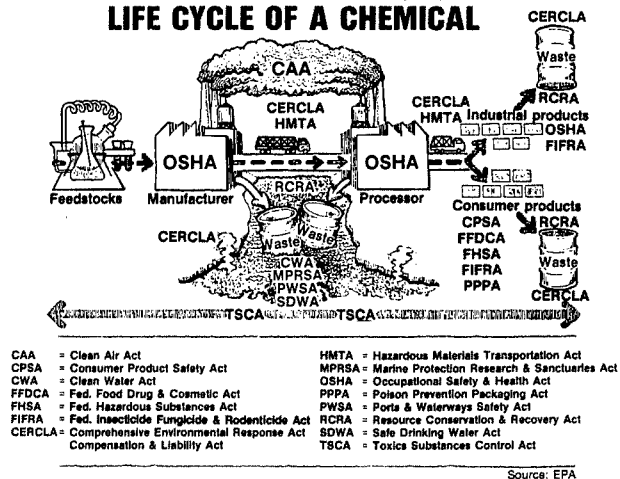 LIFE CYCLE OF A CHEMICAL
CERCLA
Waste
RCRA
CAA
CERCLA
HMTA
CERCLA
HMTA
Industrial products
OSHA
FIFRA
OSHA
OSHA
Feedstocks
Manufacturer
Processor
RCRA
CERCLA
Waste
Waste
CWA
MPRSA
PWSA
SDWA
Consumer products
CPSA
FFDCA
FHSA
FIFRA
PPPA
RCRA
Waste
CERCLA
TSCA
TSCA
CAA = Clean Air Act
CPSA = Consumer Product Safety Act
CWA = Clean Water Act
FFDCA = Fed. Food Drug & Cosmetic Act
FHSA = Fed. Hazardous Substances Act
FIFRA = Fed. Insecticide Fungicide & Rodenticide Act
CERCLA = Comprehensive Environmental Response Act
Compensation & Liability Act
HMTA = Hazardous Materials Transportation Act
MPRSA = Marine Protection Research & Sanctuaries Act
OSHA = Occupational Safety & Health Act
PPPA = Poison Prevention Packaging Act
PWSA = Ports & Waterways Safety Act
RCRA = Resource Conservation & Recovery Act
SDWA = Safe Drinking Water Act
TSCA = Toxics Substances Control Act
Source: EPA